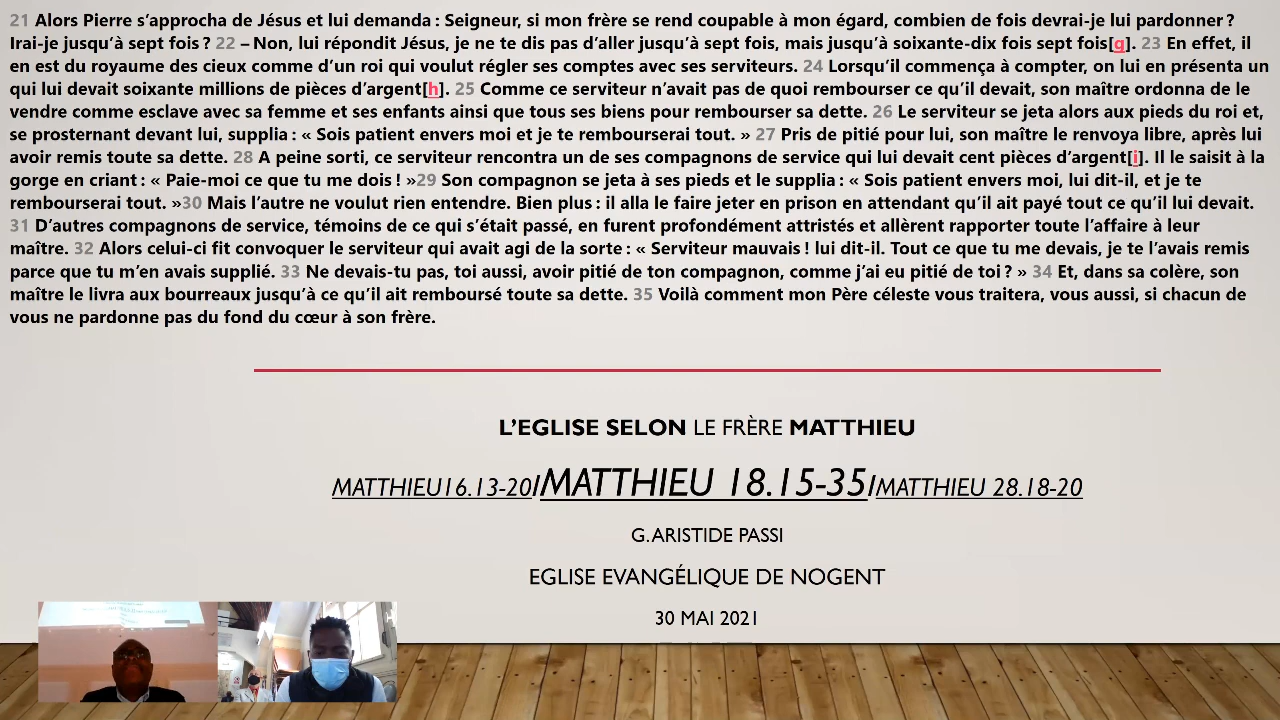 21 Alors Pierre s’approcha de Jésus et lui demanda : Seigneur, si mon frère se rend coupable à mon égard, combien de fois devrai-je lui pardonner ?
Irai-je jusqu’à sept fois ? 22 – Non, lui répondit Jésus, je ne te dis pas d’aller jusqu’à sept fois, mais jusqu’à soixante-dix fois sept fois[g]. 23 En effet, il
en est du royaume des cieux comme d’un roi qui voulut régler ses comptes avec ses serviteurs. 24 Lorsqu’il commença à compter, on lui en présenta un
qui lui devait soixante millions de pièces d’argent[h]. 25 Comme ce serviteur n’avait pas de quoi rembourser ce qu’il devait, son maître ordonna de le
vendre comme esclave avec sa femme et ses enfants ainsi que tous ses biens pour rembourser sa dette. 26 Le serviteur se jeta alors aux pieds du roi et,
se prosternant devant lui, supplia : « Sois patient envers moi et je te rembourserai tout. » 27 Pris de pitié pour lui, son maître le renvoya libre, après lui
avoir remis toute sa dette. 28 A peine sorti, ce serviteur rencontra un de ses compagnons de service qui lui devait cent pièces d’argent[i]. Il le saisit à la
gorge en criant : « Paie-moi ce que tu me dois ! »29 Son compagnon se jeta à ses pieds et le supplia : « Sois patient envers moi, lui dit-il, et je te
rembourserai tout. »30 Mais l’autre ne voulut rien entendre. Bien plus : il alla le faire jeter en prison en attendant qu’il ait payé tout ce qu’il lui devait.
31 D’autres compagnons de service, témoins de ce qui s’était passé, en furent profondément attristés et allèrent rapporter toute l’affaire à leur
maître. 32 Alors celui-ci fit convoquer le serviteur qui avait agi de la sorte : « Serviteur mauvais ! lui dit-il. Tout ce que tu me devais, je te l’avais remis
parce que tu m’en avais supplié. 33 Ne devais-tu pas, toi aussi, avoir pitié de ton compagnon, comme j’ai eu pitié de toi ? » 34 Et, dans sa colère, son
maître le livra aux bourreaux jusqu’à ce qu’il ait remboursé toute sa dette. 35 Voilà comment mon Père céleste vous traitera, vous aussi, si chacun de
vous ne pardonne pas du fond du cœur à son frère.
L’EGLISE SELON LE FRÈRE MATTHIEU
MATTHIEU16.13-20/MATTHIEU 18.15-35/MATTHIEU 28.18-20
G. ARISTIDE PASSI
EGLISE EVANGÉLIQUE DE NOGENT
30 MAI 2021